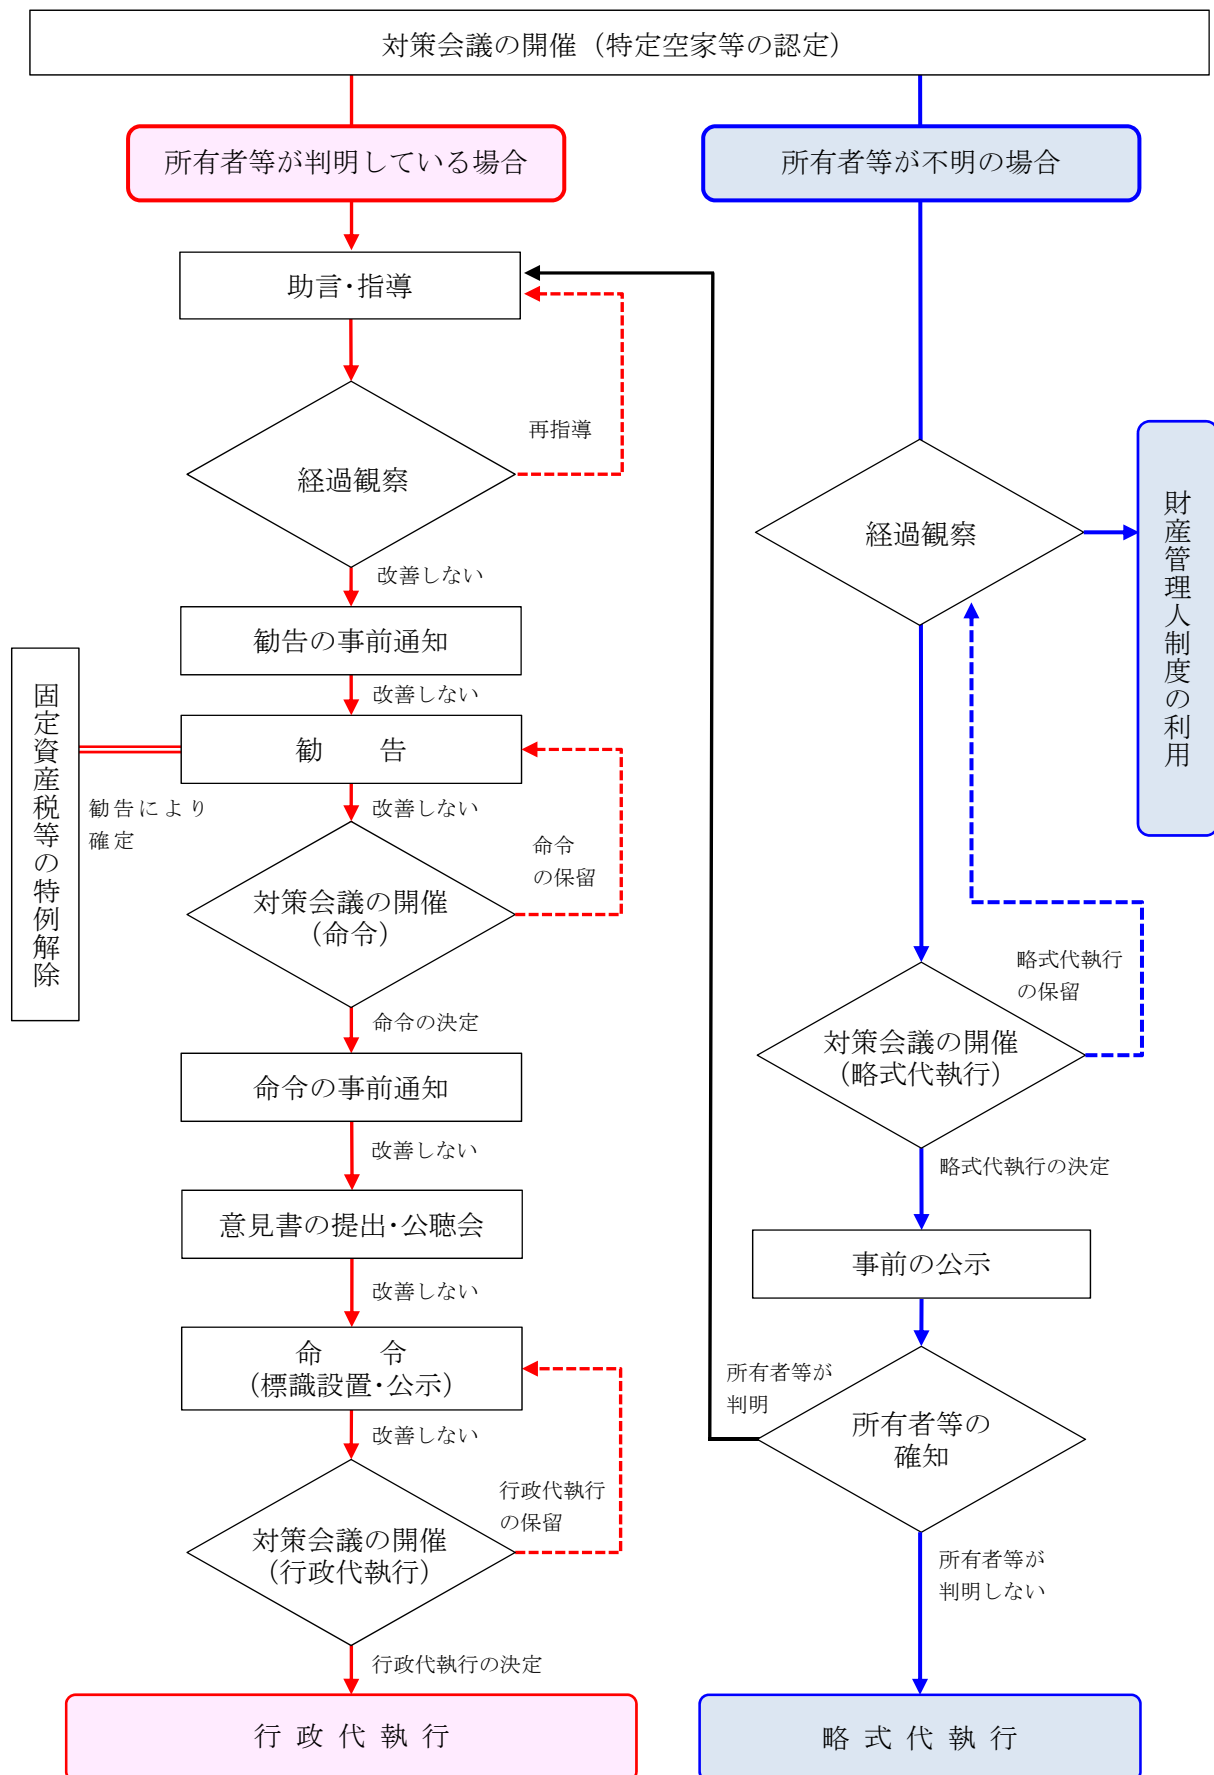 対策会議の開催（特定空家等の認定）
所有者等が判明している場合
助言・指導
再指導
経過観察
改善しない
勧告の事前通知
改善しない
勧　告
固定資産税等の特例解除
勧告により
確定
改善しない
命令
の保留
対策会議の開催
（命令）
命令の決定
命令の事前通知
改善しない
意見書の提出・公聴会
改善しない
命　令
（標識設置・公示）
改善しない
行政代執行
の保留
対策会議の開催
（行政代執行）
行政代執行の決定
行政代執行
所有者等が不明の場合
経過観察
財産管理人制度の利用
略式代執行
の保留
対策会議の開催
（略式代執行）
略式代執行の決定
事前の公示
所有者等が
判明
所有者等の
確知
所有者等が
判明しない
略式代執行